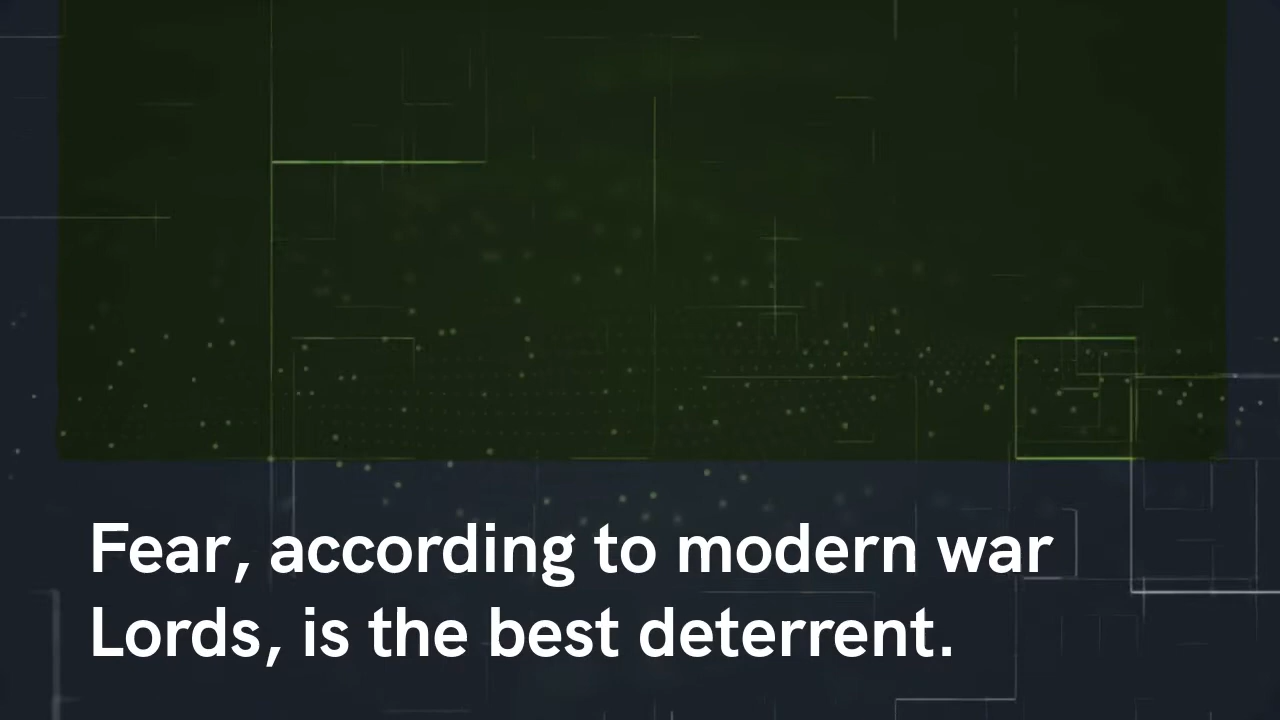 Fear, according to modern war
Lords, is the best deterrent.